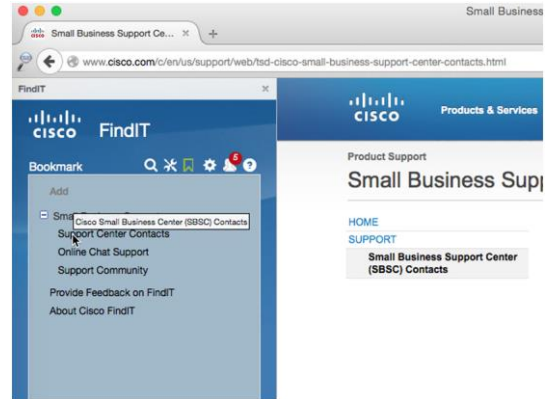 Small Business
Small Business Support Ce... × +
www.cisco.com/c/en/us/support/web/tsd-cisco-small-business-support-center-contacts.html
FindIT ×
CISCO FindIT
Bookmark 5 ?
Add
Cisco Small Business Center (SBSC) Contacts
Support Center Contacts
Online Chat Support
Support Community
Provide Feedback on FindIT
About Cisco FindIT
CISCO Products & Services
Product Support
Small Business Sup
HOME
SUPPORT
Small Business Support Center
(SBSC) Contacts